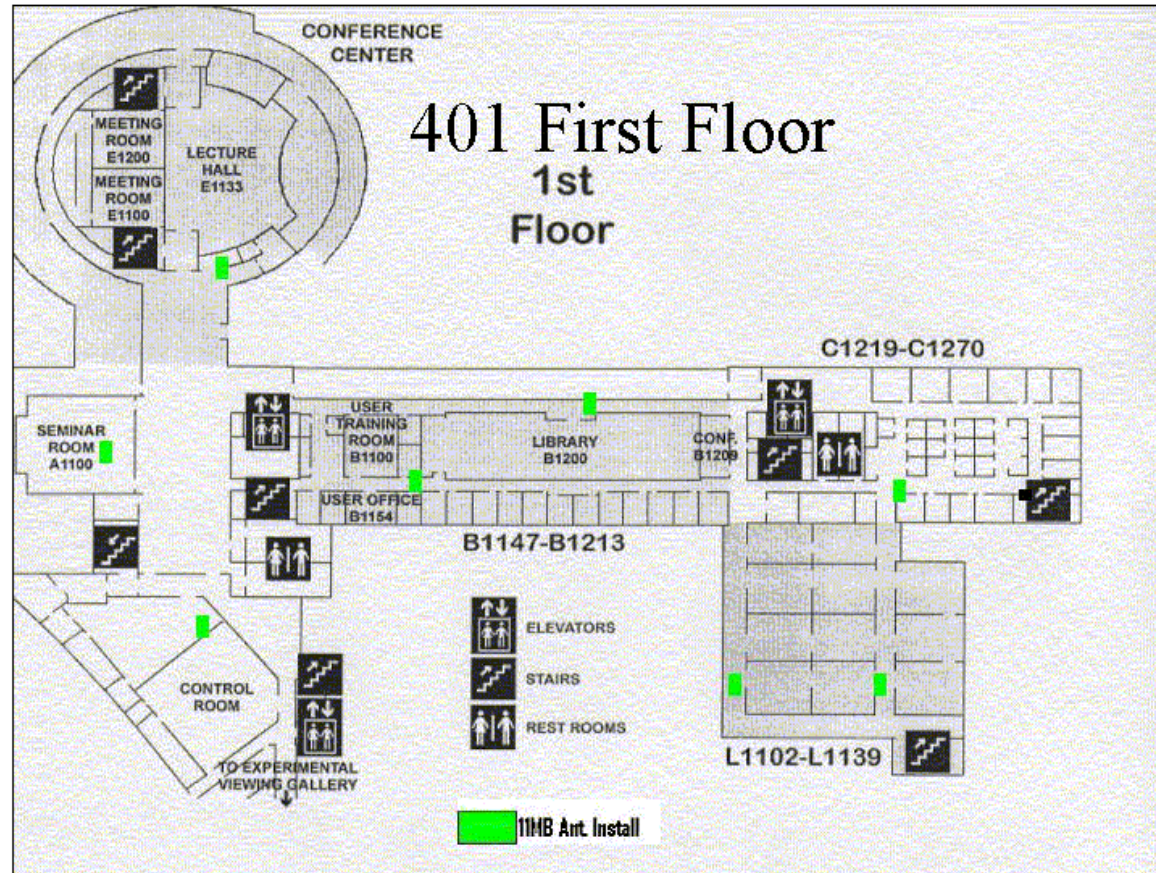 CONFERENCE
CENTER
401 First Floor
1st
Floor
MEETING
ROOM
E1200
LECTURE
HALL
E1133
MEETING
ROOM
E1100
C1219-C1270
SEMINAR
ROOM
A1100
USER
TRAINING
ROOM
B1100
LIBRARY
B1200
CONF.
B1209
USER OFFICE
B1154
B1147-B1213
ELEVATORS
STAIRS
REST ROOMS
CONTROL
ROOM
L1102-L1139
TO EXPERIMENTAL
VIEWING GALLERY
11MB Ant. Install